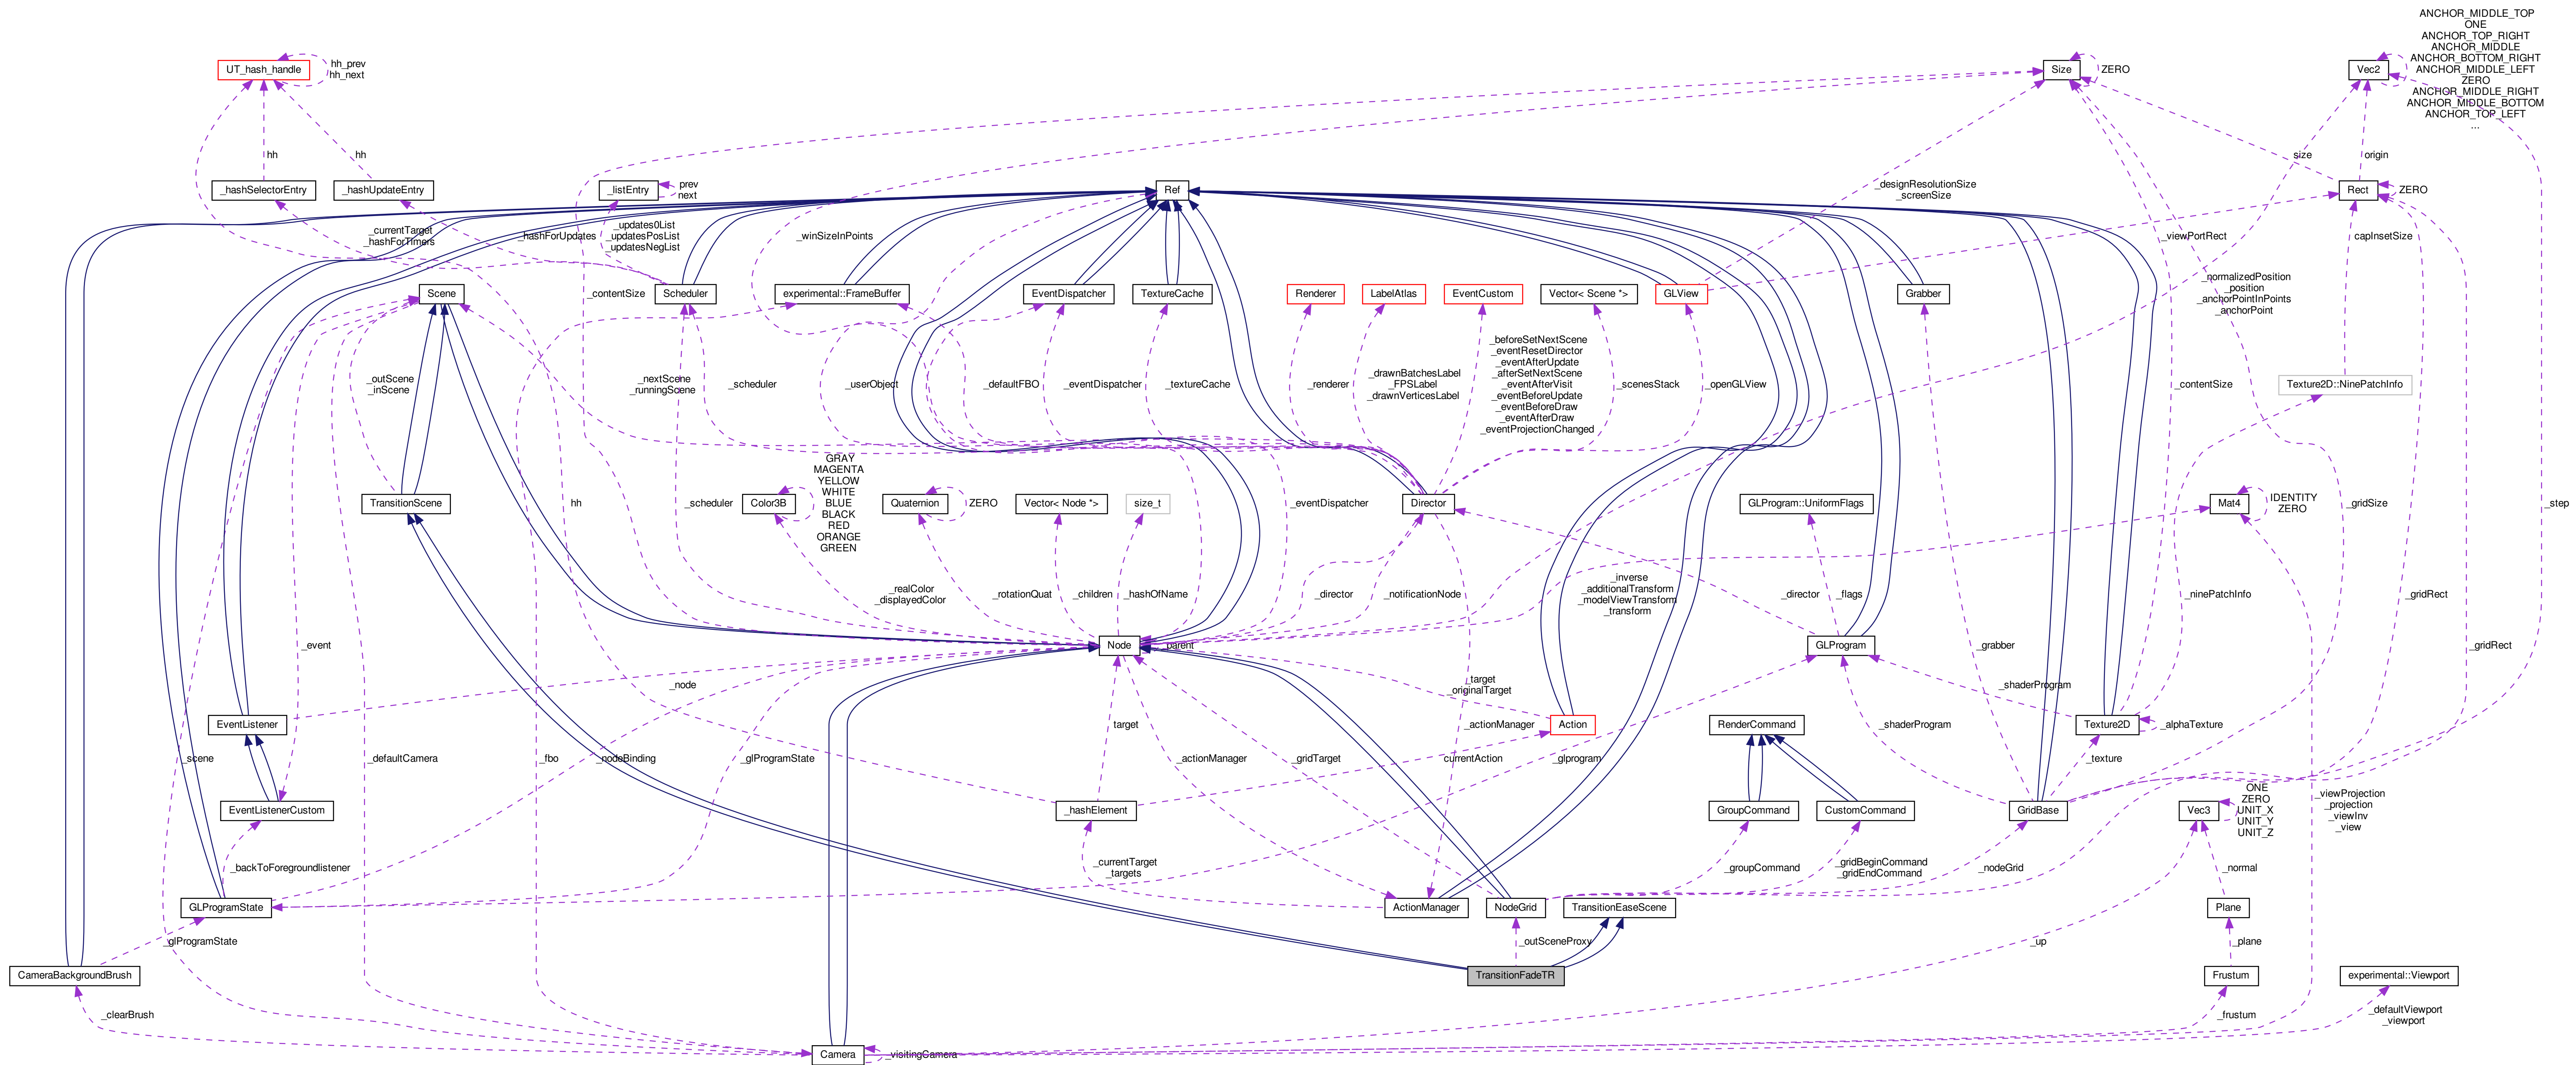 ANCHOR_MIDDLE_TOP
ONE
ANCHOR_TOP_RIGHT
ANCHOR_MIDDLE
ANCHOR_BOTTOM_RIGHT
ANCHOR_MIDDLE_LEFT
ZERO
ANCHOR_MIDDLE_RIGHT
ANCHOR_MIDDLE_BOTTOM
ANCHOR_TOP_LEFT
...
UT_hash_handle
hh_prev
hh_next
Size
ZERO
Vec2
hh
hh
size
origin
_hashSelectorEntry
_hashUpdateEntry
_listEntry
prev
next
Ref
_designResolutionSize
_screenSize
Rect
ZERO
_currentTarget
_hashForTimers
_hashForUpdates
_updates0List
_updatesPosList
_updatesNegList
_winSizeInPoints
_viewPortRect
capInsetSize
Scene
_contentSize
Scheduler
experimental::FrameBuffer
EventDispatcher
TextureCache
Renderer
LabelAtlas
EventCustom
Vector< Scene *>
GLView
Grabber
_normalizedPosition
_position
_anchorPointInPoints
_anchorPoint
_outScene
_inScene
_nextScene
_runningScene
_scheduler
_userObject
_defaultFBO
_eventDispatcher
_textureCache
_renderer
_drawnBatchesLabel
_FPSLabel
_drawnVerticesLabel
_beforeSetNextScene
_eventResetDirector
_eventAfterUpdate
_afterSetNextScene
_eventAfterVisit
_eventBeforeUpdate
_eventBeforeDraw
_eventAfterDraw
_eventProjectionChanged
_scenesStack
_openGLView
_contentSize
Texture2D::NinePatchInfo
TransitionScene
hh
_scheduler
Color3B
GRAY
MAGENTA
YELLOW
WHITE
BLUE
BLACK
RED
ORANGE
GREEN
Quaternion
ZERO
Vector< Node *>
size_t
_eventDispatcher
Director
GLProgram::UniformFlags
Mat4
IDENTITY
ZERO
_gridSize
_step
_realColor
_displayedColor
_rotationQuat
_children
_hashOfName
_director
_notificationNode
_inverse
_additionalTransform
_modelViewTransform
_transform
_director
_flags
_ninePatchInfo
_gridRect
_event
Node
_parent
GLProgram
_grabber
_gridRect
_node
_target
_originalTarget
_shaderProgram
EventListener
target
_actionManager
Action
RenderCommand
_shaderProgram
Texture2D
_alphaTexture
_scene
_defaultCamera
_fbo
_nodeBinding
_glProgramState
_actionManager
_gridTarget
currentAction
_glprogram
_texture
EventListenerCustom
_hashElement
GroupCommand
CustomCommand
GridBase
Vec3
ONE
ZERO
UNIT_X
UNIT_Y
UNIT_Z
_viewProjection
_projection
_viewInv
_view
_backToForegroundlistener
_currentTarget
_targets
_groupCommand
_gridBeginCommand
_gridEndCommand
_nodeGrid
_normal
GLProgramState
ActionManager
NodeGrid
TransitionEaseScene
Plane
_glProgramState
_outSceneProxy
_up
_plane
CameraBackgroundBrush
TransitionFadeTR
Frustum
experimental::Viewport
_clearBrush
_frustum
_defaultViewport
_viewport
Camera
_visitingCamera